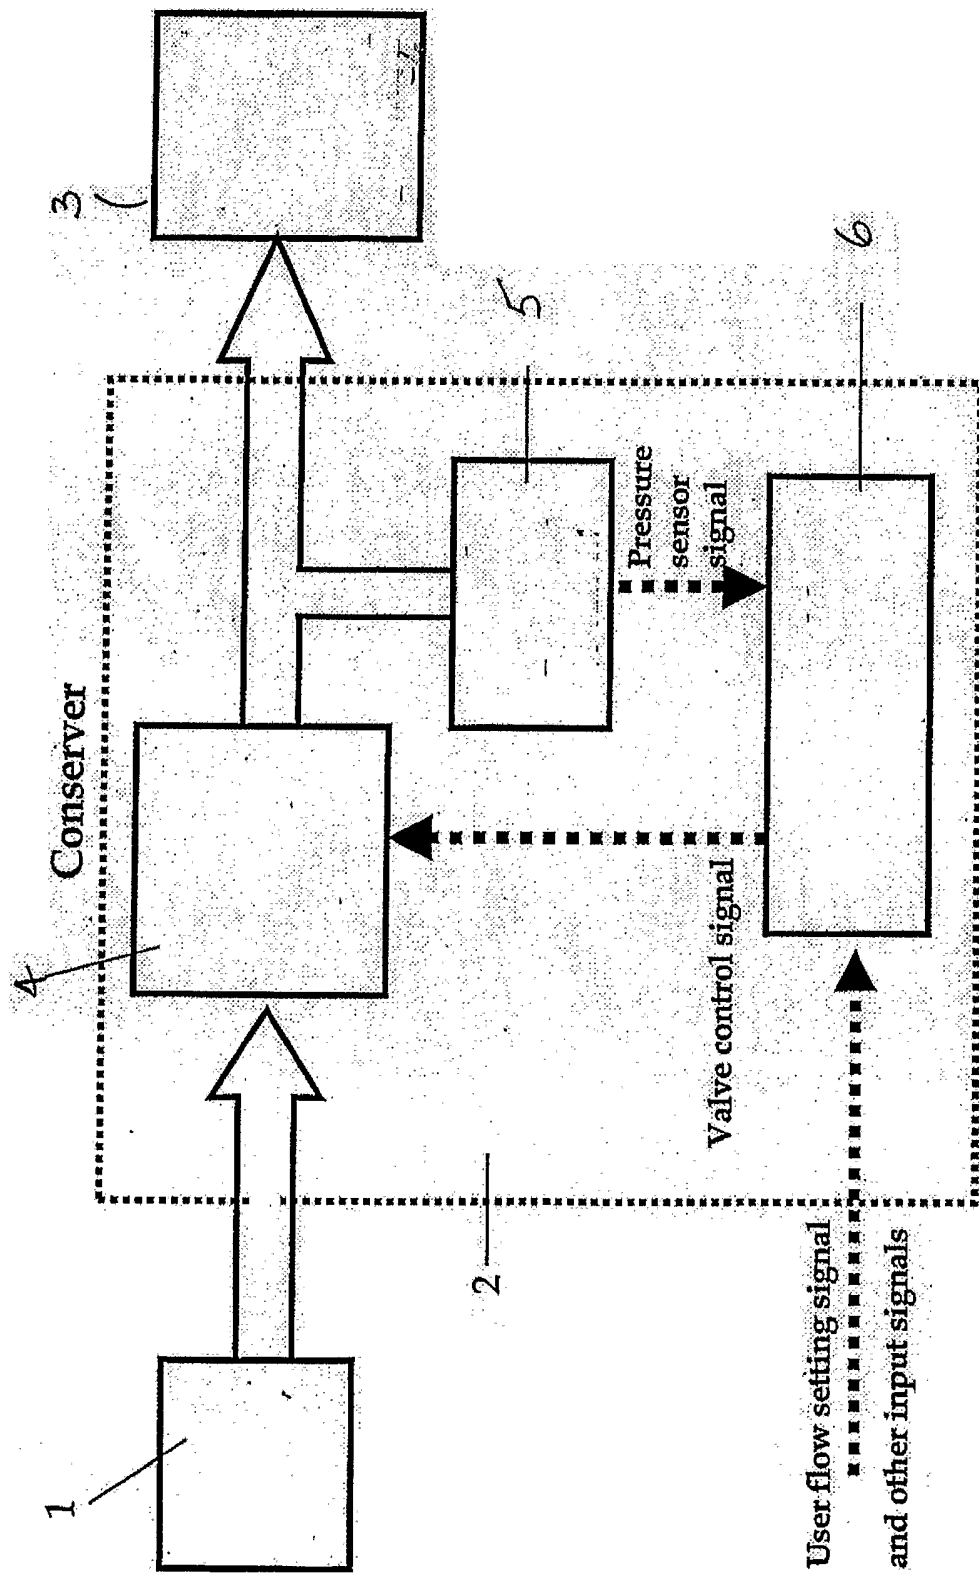 Conserver
4
3
1
2
5
6
Pressure
sensor
signal
Valve control signal
User flow setting signal
and other input signals